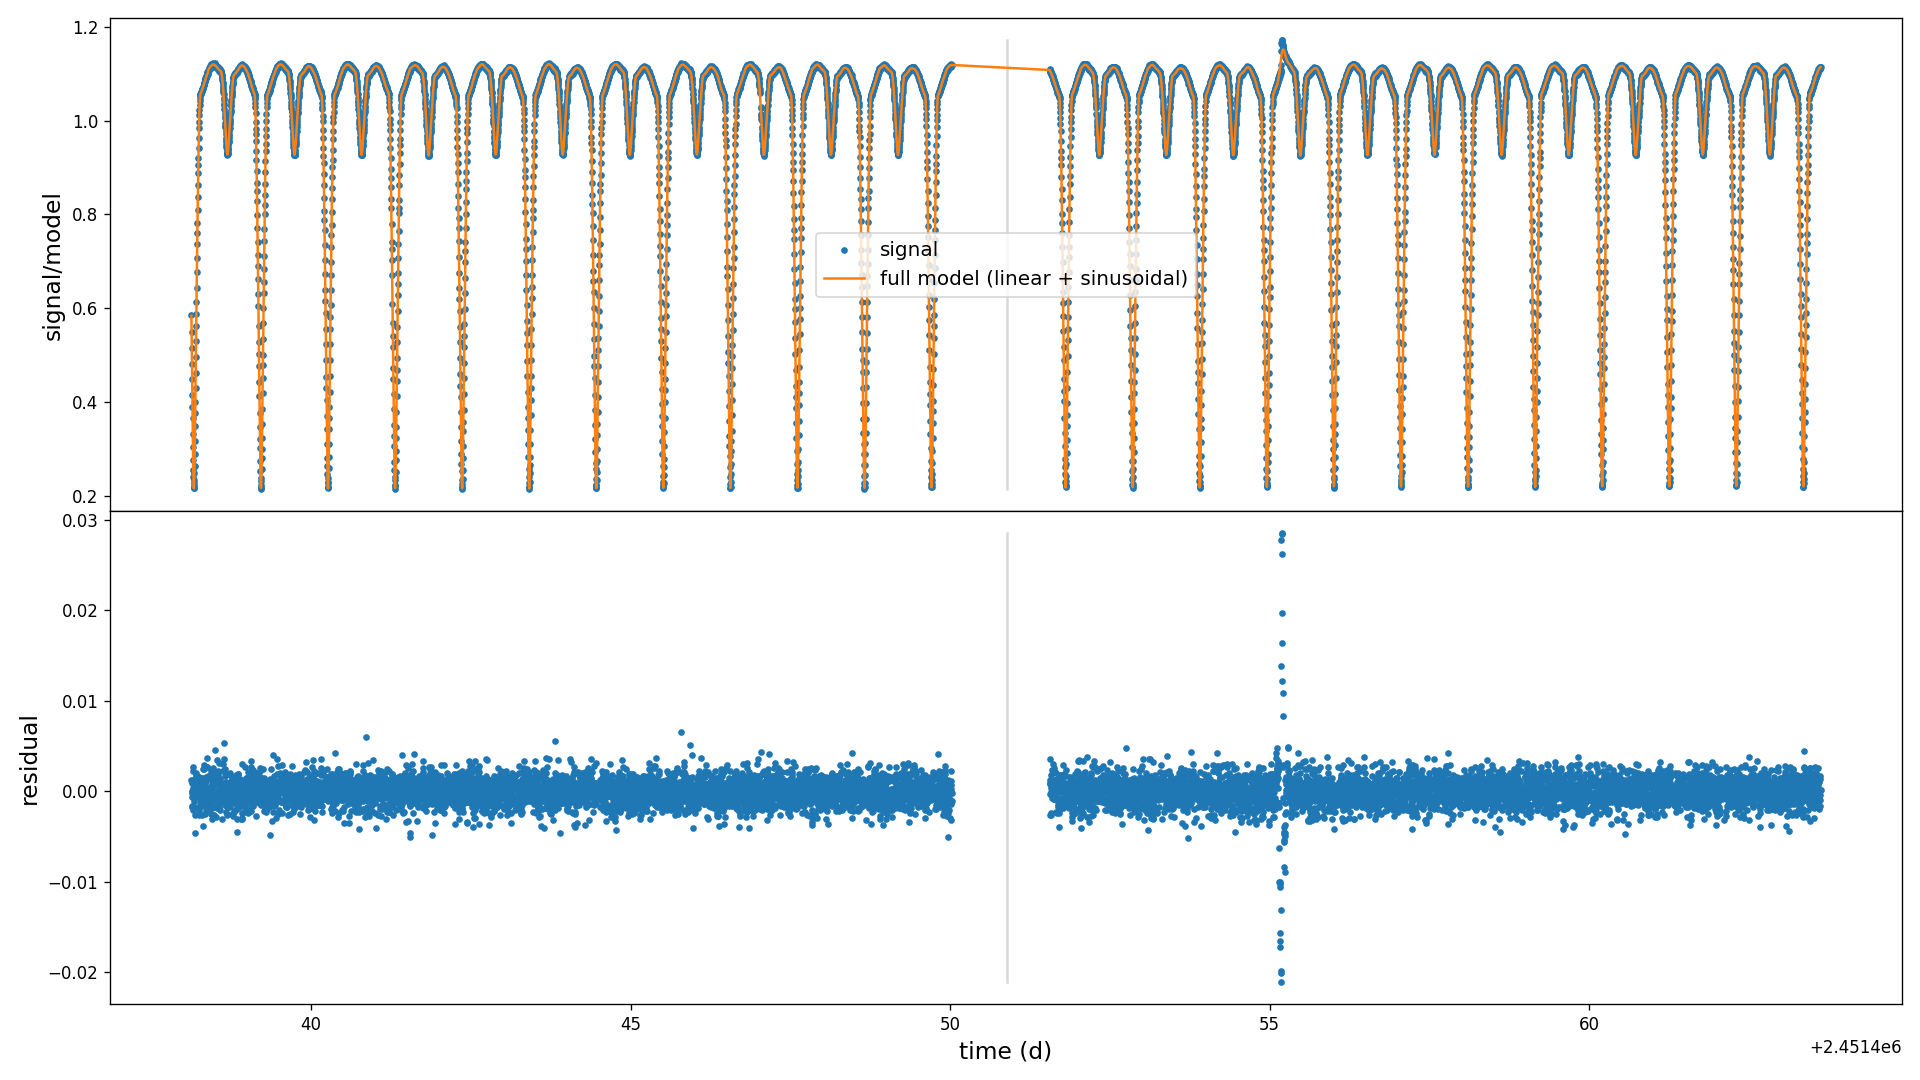 1.2
1.0
0.8
0.6
0.4
0.2
signal/model
signal
full model (linear + sinusoidal)
0.03
0.02
0.01
0.00
−0.01
−0.02
residual
40
45
50
55
60
time (d)
+2.4514e6